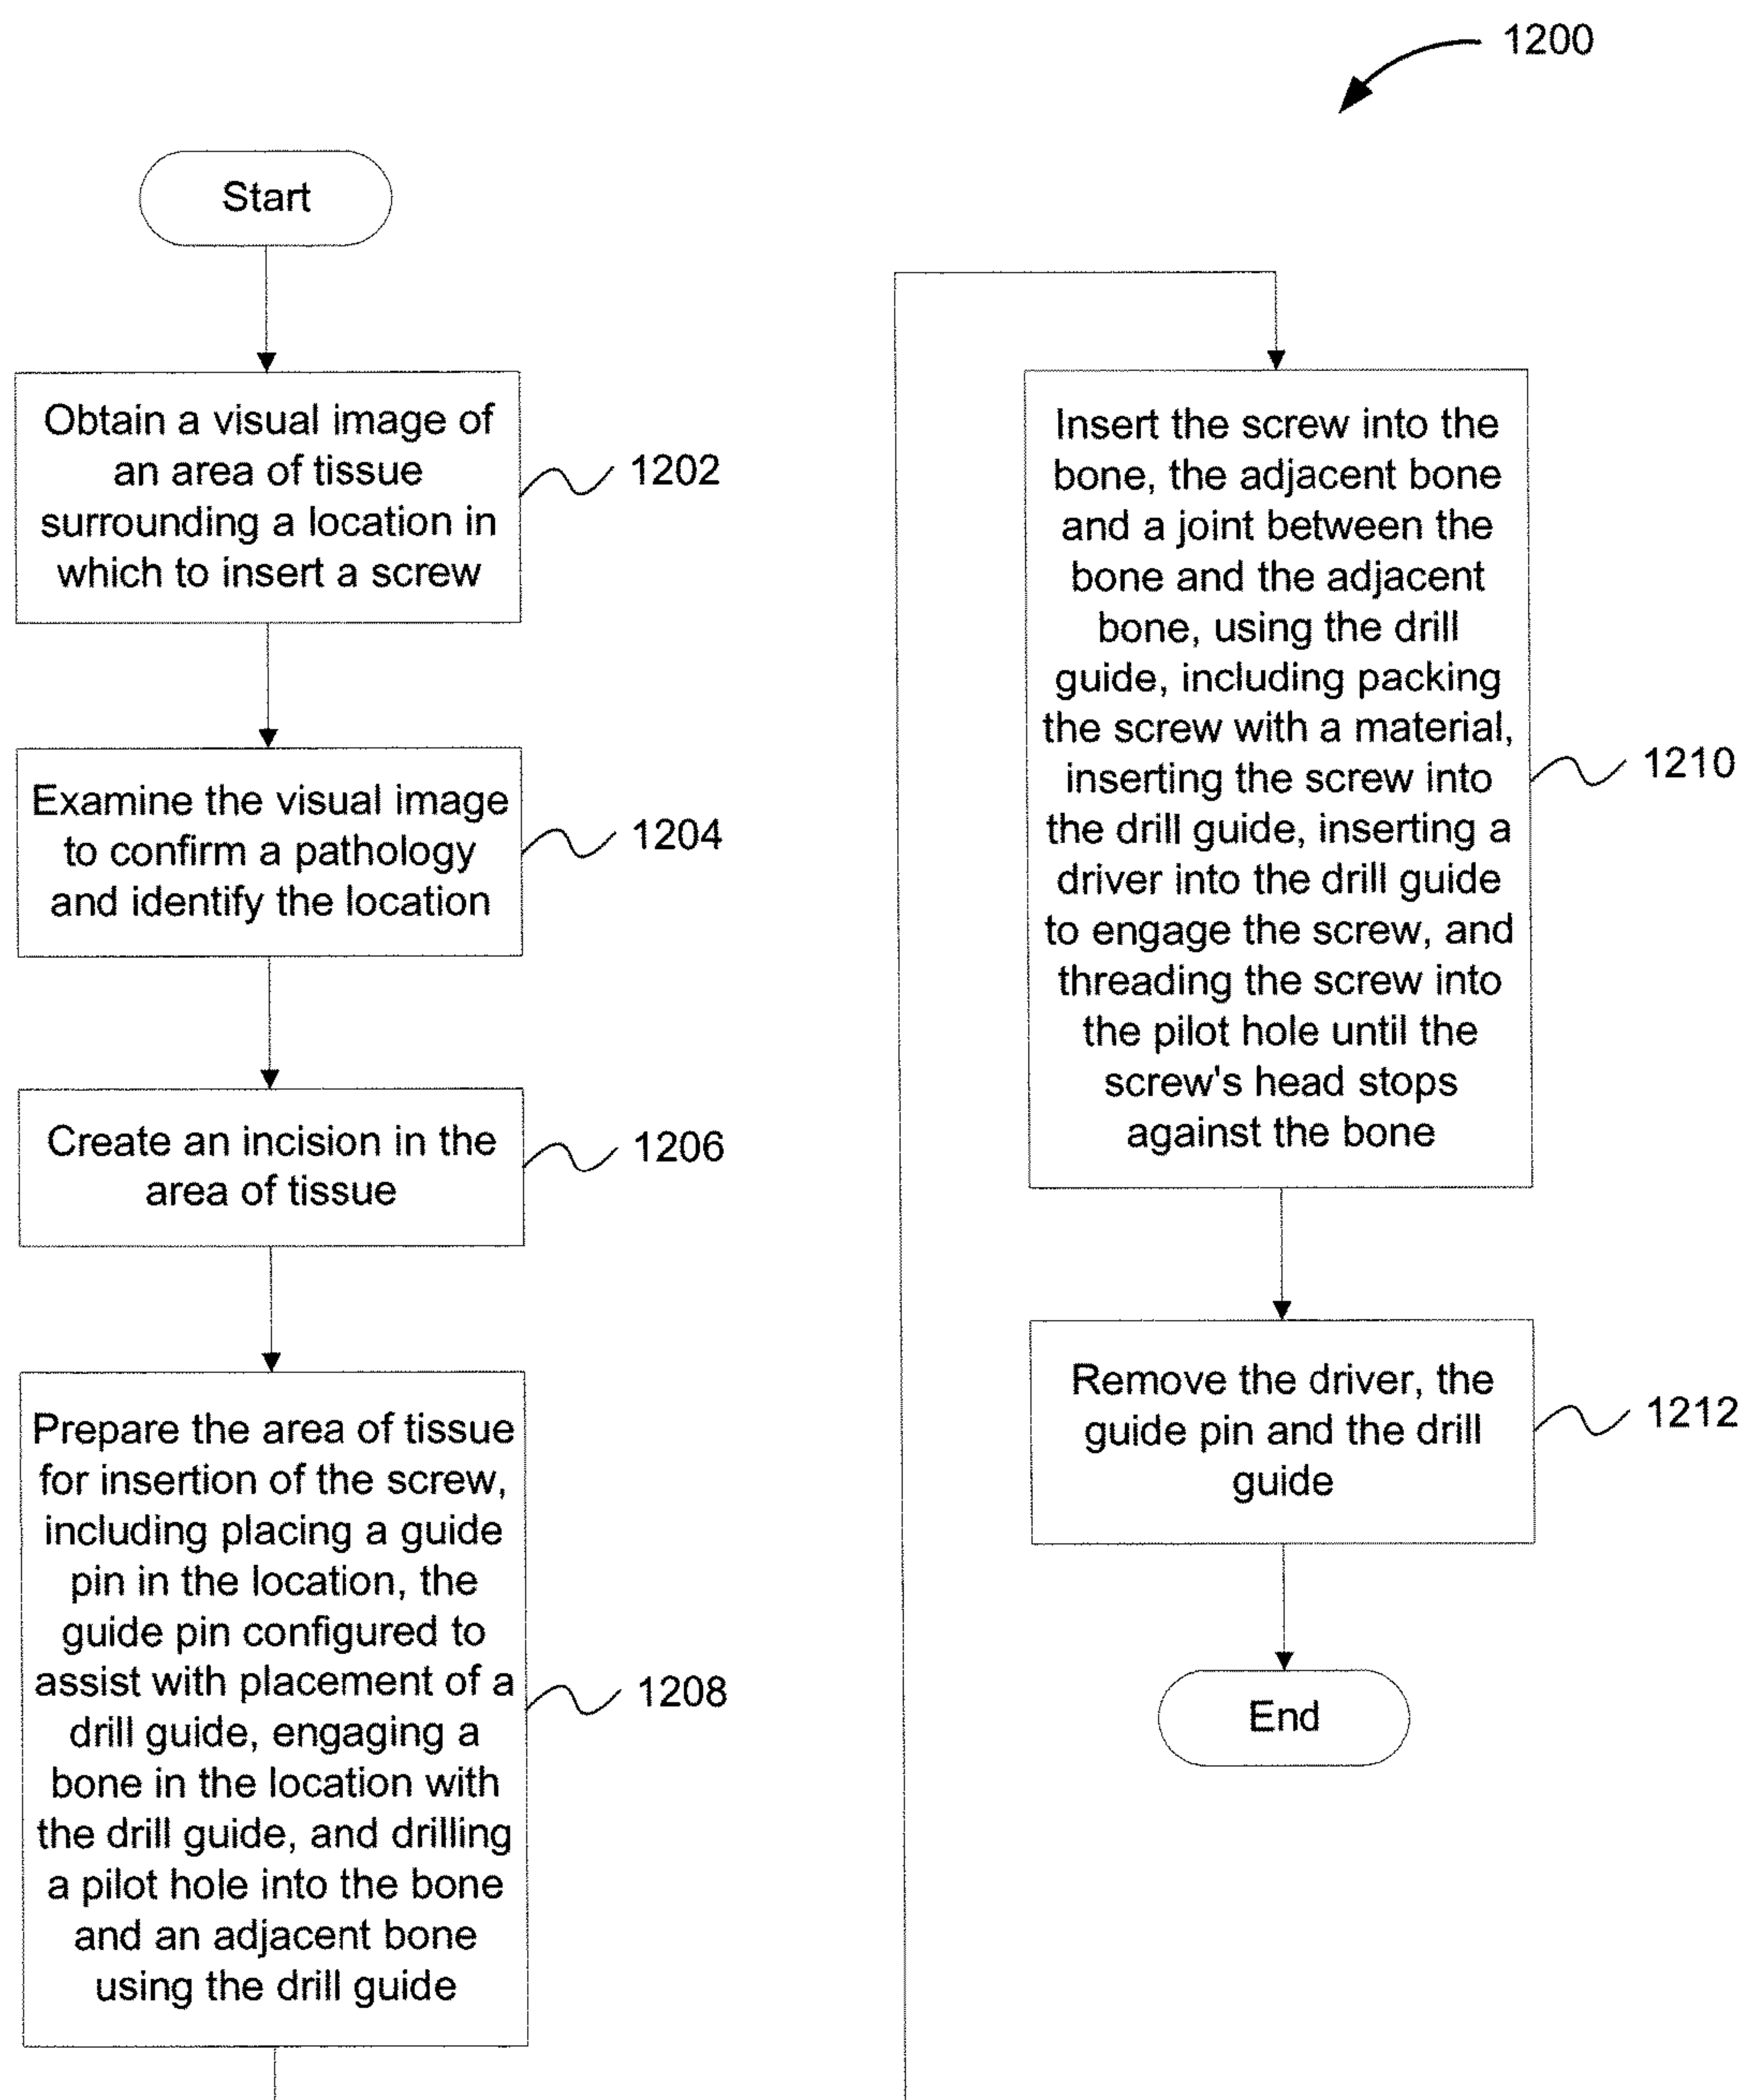 1200
Start
Obtain a visual image of
an area of tissue
surrounding a location in
which to insert a screw
1202
Examine the visual image
to confirm a pathology
and identify the location
1204
Create an incision in the
area of tissue
1206
Prepare the area of tissue
for insertion of the screw,
including placing a guide
pin in the location, the
guide pin configured to
assist with placement of a
drill guide, engaging a
bone in the location with
the drill guide, and drilling
a pilot hole into the bone
and an adjacent bone
using the drill guide
1208
Insert the screw into the
bone, the adjacent bone
and a joint between the
bone and the adjacent
bone, using the drill
guide, including packing
the screw with a material,
inserting the screw into
the drill guide, inserting a
driver into the drill guide
to engage the screw, and
threading the screw into
the pilot hole until the
screw's head stops
against the bone
1210
Remove the driver, the
guide pin and the drill
guide
1212
End